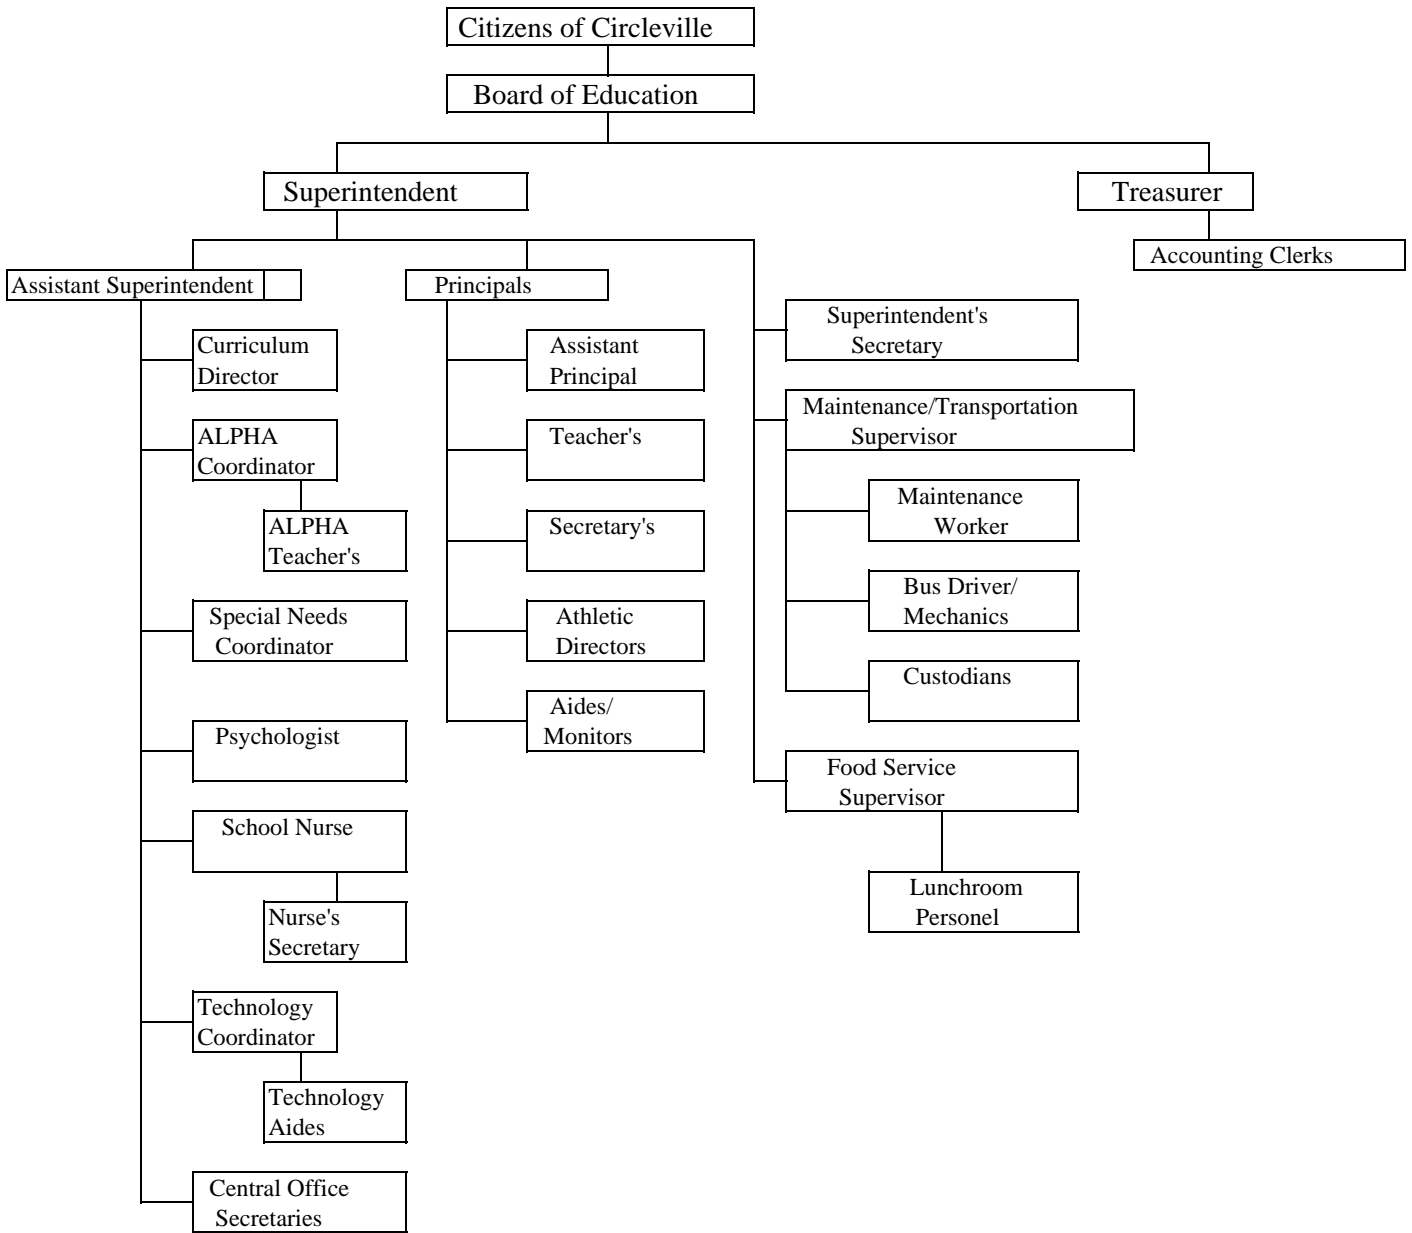 Citizens of Circleville
Board of Education
Superintendent
Treasurer
Accounting Clerks
Assistant Superintendent
Principals
Curriculum
Director
ALPHA
Coordinator
ALPHA
Teacher's
Special Needs
Coordinator
Psychologist
School Nurse
Nurse's
Secretary
Technology
Coordinator
Technology
Aides
Central Office
Secretaries
Assistant
Principal
Teacher's
Secretary's
Athletic
Directors
Aides/
Monitors
Superintendent's
Secretary
Maintenance/Transportation
Supervisor
Maintenance
Worker
Bus Driver/
Mechanics
Custodians
Food Service
Supervisor
Lunchroom
Personel